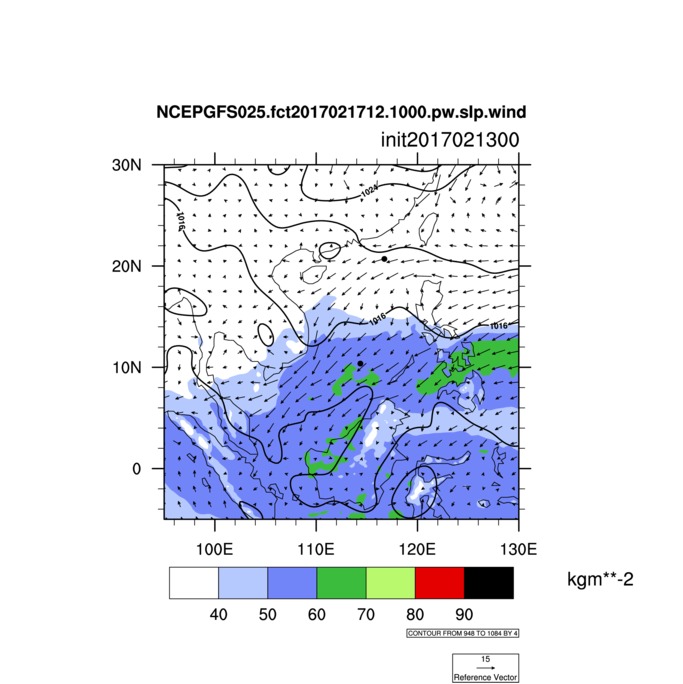 NCEPGFS025.fct2017021712.1000.pw.slp.wind
init2017021300
30N
20N
10N
0
1024
1016
1016
1016
100E
110E
120E
130E
40
50
60
70
80
90
kgm**-2
CONTOUR FROM 948 TO 1084 BY 4
15
Reference Vector